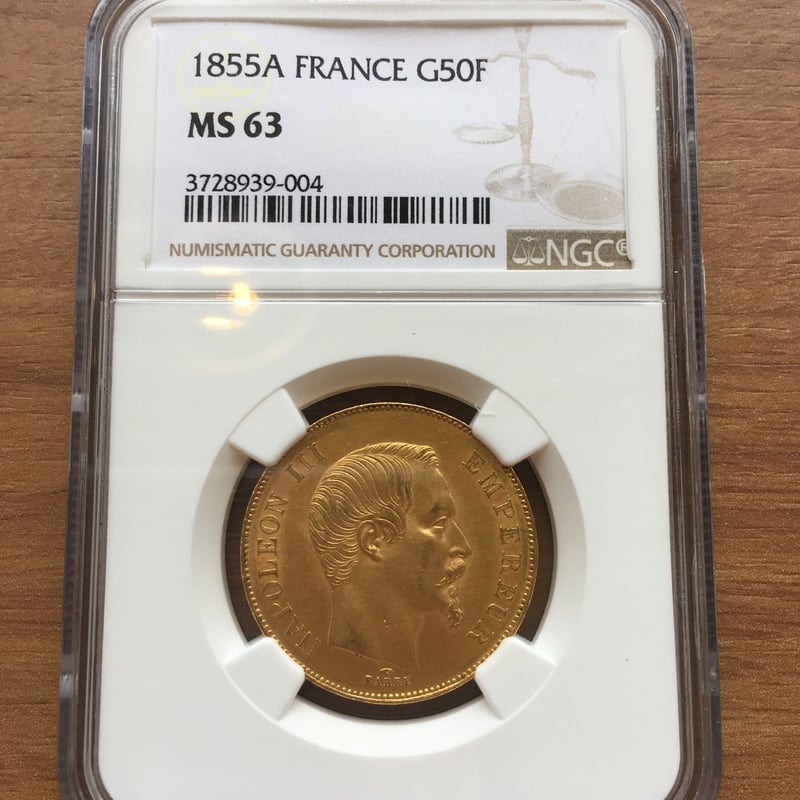 1855A FRANCE G50F
MS 63
3728939-004
NUMISMATIC GUARANTY CORPORATION
NGC®
NAPOLEON III
EMPEREUR
BARRE